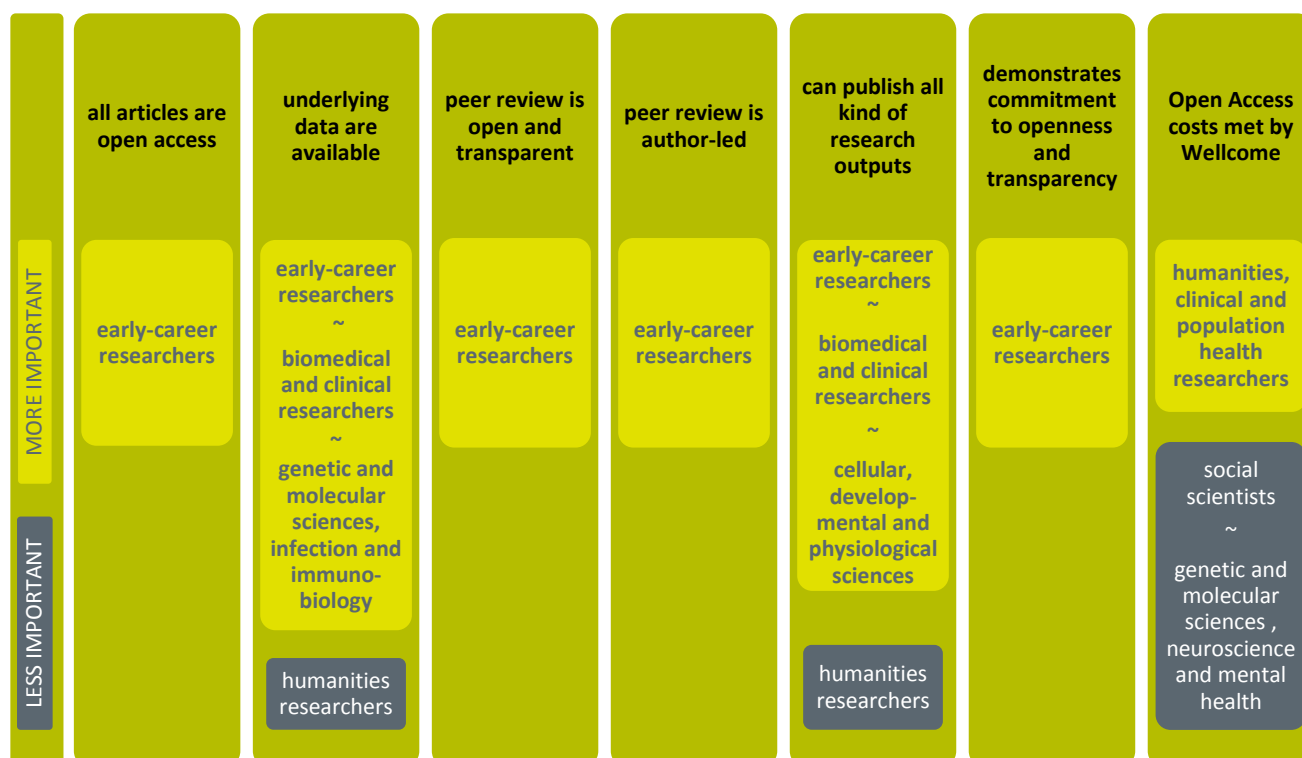 all articles are
open access
underlying
data are
available
peer review is
open and
transparent
peer review is
author-led
can publish all
kind of
research
outputs
demonstrates
commitment
to openness
and
transparency
Open Access
costs met by
Wellcome
MORE IMPORTANT
early-career
researchers
early-career
researchers
~
biomedical
and clinical
researchers
~
genetic and
molecular
sciences,
infection and
immuno-
biology
early-career
researchers
early-career
researchers
early-career
researchers
~
biomedical
and clinical
researchers
~
cellular,
develop-
mental and
physiological
sciences
early-career
researchers
humanities,
clinical and
population
health
researchers
LESS IMPORTANT
humanities
researchers
humanities
researchers
social
scientists
~
genetic and
molecular
sciences ,
neuroscience
and mental
health